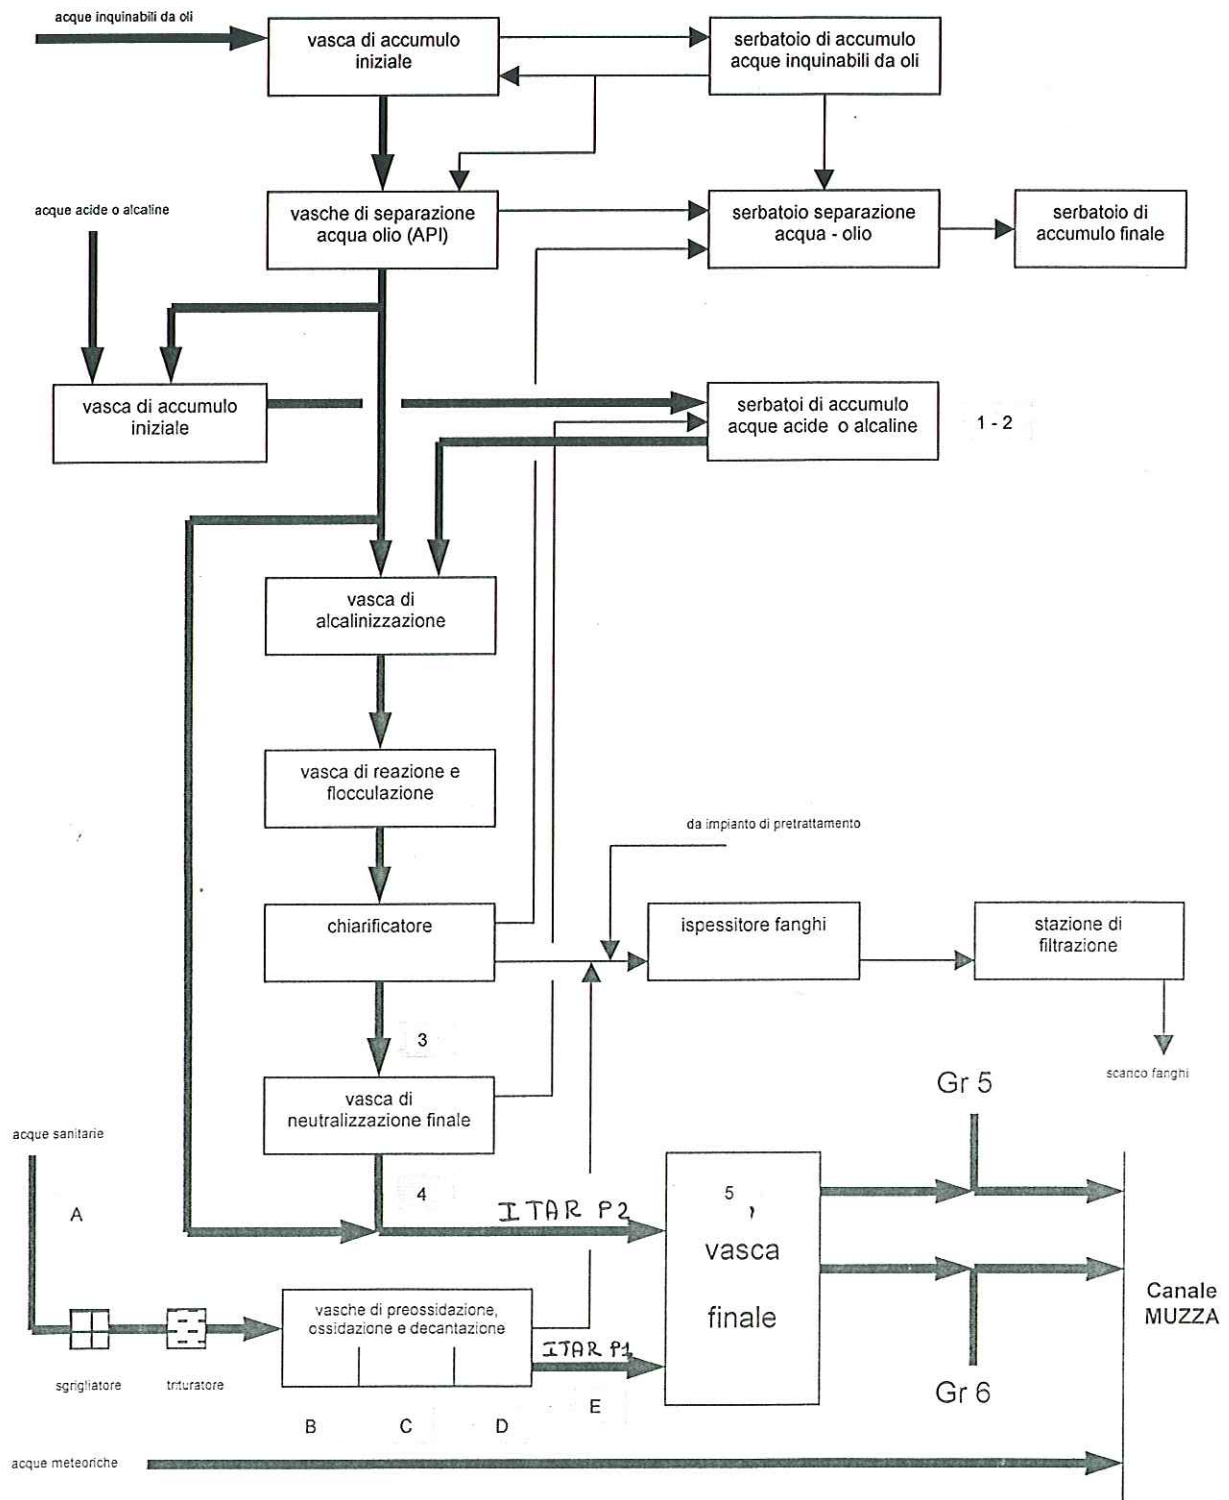 acque inquinabili da oli
vasca di accumulo
iniziale
serbatoio di accumulo
acque inquinabili da oli
acque acide o alcaline
vasche di separazione
acqua olio (API)
serbatoio separazione
acqua - olio
serbatoio di
accumulo finale
vasca di accumulo
iniziale
serbatoi di accumulo
acque acide o alcaline
1 - 2
vasca di
alcalinizzazione
vasca di reazione e
flocculazione
da impianto di pretrattamento
chiarificatore
ispessitore fanghi
stazione di
filtrazione
3
scarico fanghi
Gr 5
vasca di
neutralizzazione finale
acque sanitarie
A
4
ITAR P2
5
vasca
finale
Canale
MUZZA
vasche di preossidazione,
ossidazione e decantazione
ITAR P1
sgrigliatore
trituratore
Gr 6
B
C
D
E
acque meteoriche